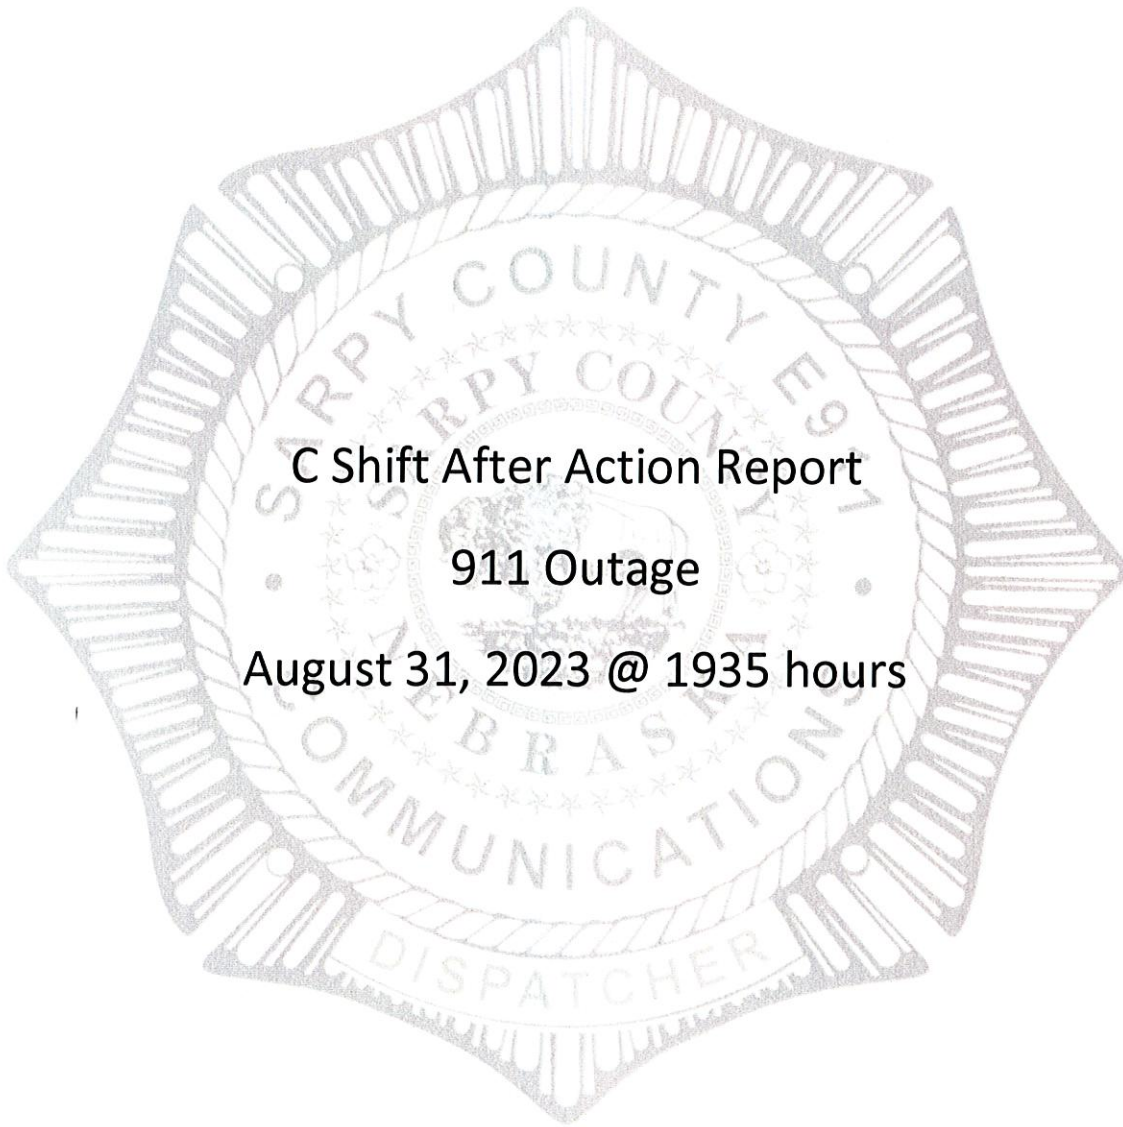 C Shift After Action Report
911 Outage
August 31, 2023 @ 1935 hours
SARPY COUNTY E911
COMMUNICATIONS
SARPY COUNTY
NEBRASKA
DISPATCHER